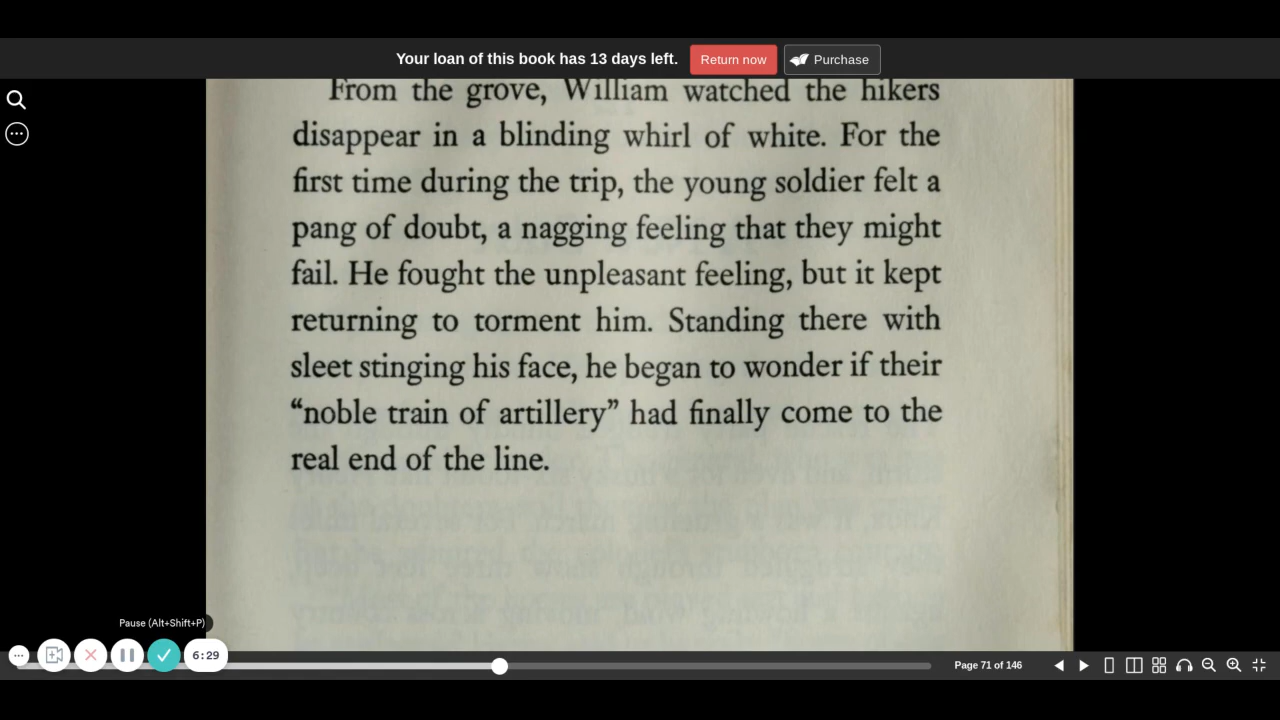 Your loan of this book has 13 days left. Return now Purchase
From the grove, William watched the hikers
disappear in a blinding whirl of white. For the
first time during the trip, the young soldier felt a
pang of doubt, a nagging feeling that they might
fail. He fought the unpleasant feeling, but it kept
returning to torment him. Standing there with
sleet stinging his face, he began to wonder if their
“noble train of artillery” had finally come to the
real end of the line.
Pause (Alt+Shift+P)
6:29
Page 71 of 146